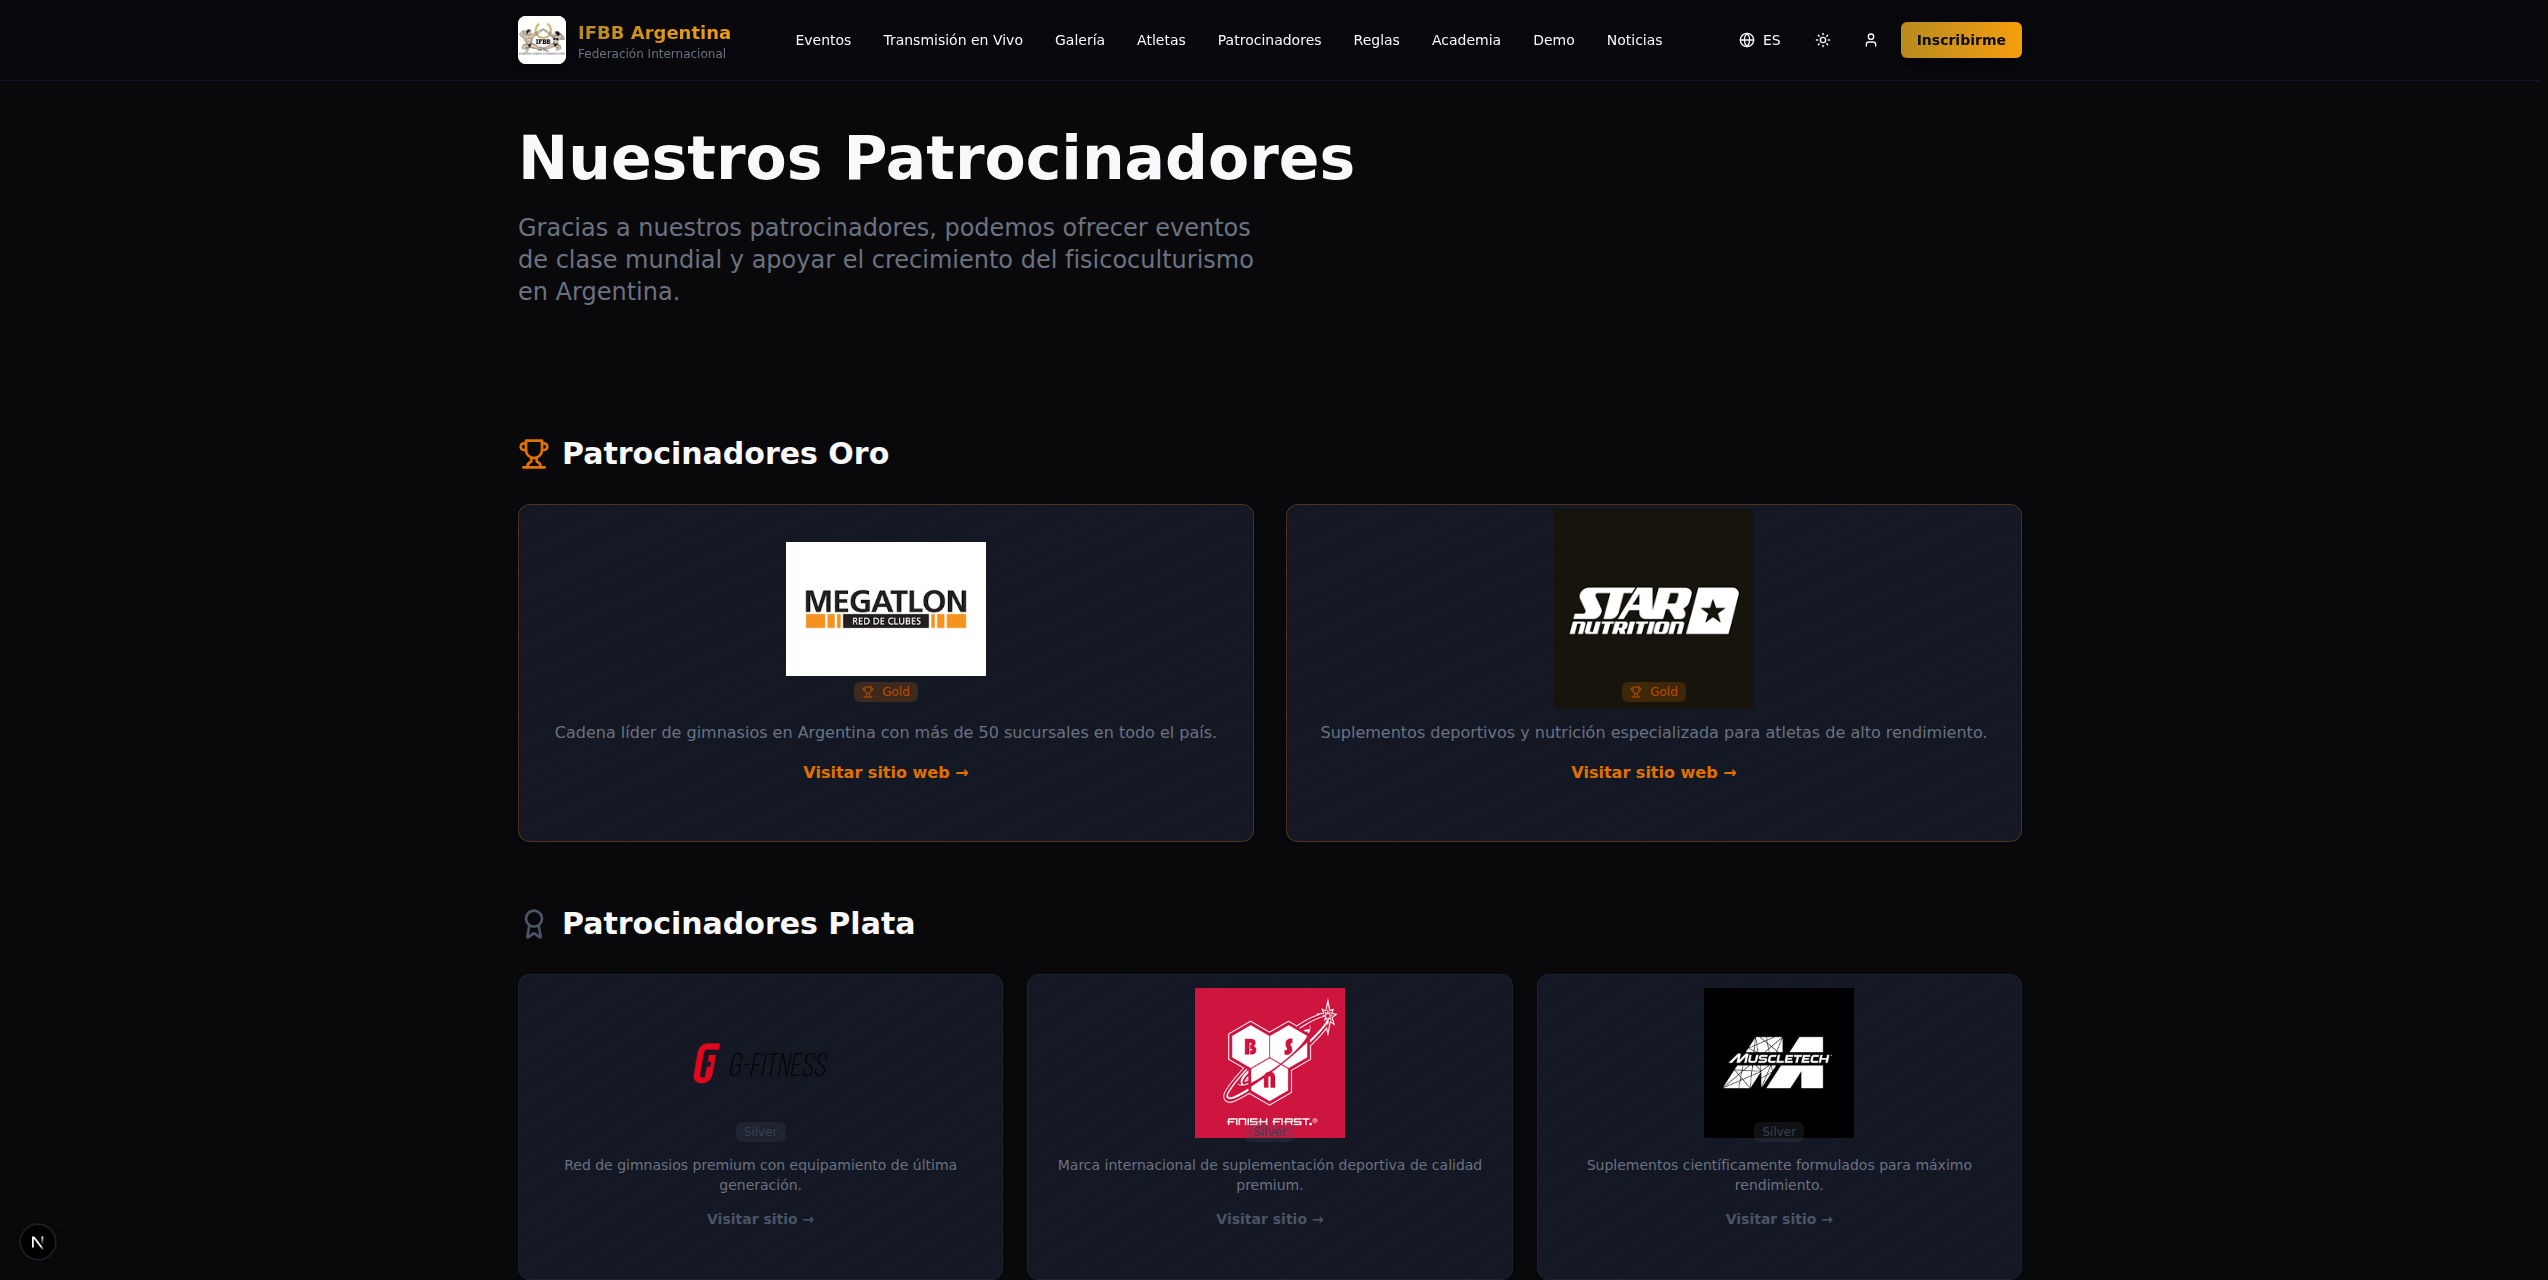 IFBB
IFBB Argentina
Federación Internacional
Eventos
Transmisión en Vivo
Galería
Atletas
Patrocinadores
Reglas
Academia
Demo
Noticias
ES
Inscribirme
Nuestros Patrocinadores
Gracias a nuestros patrocinadores, podemos ofrecer eventos
de clase mundial y apoyar el crecimiento del fisicoculturismo
en Argentina.
Patrocinadores Oro
MEGATLON
RED DE CLUBES
Gold
Cadena líder de gimnasios en Argentina con más de 50 sucursales en todo el país.
Visitar sitio web →
STAR
NUTRITION
Gold
Suplementos deportivos y nutrición especializada para atletas de alto rendimiento.
Visitar sitio web →
Patrocinadores Plata
G-FITNESS
Silver
Red de gimnasios premium con equipamiento de última
generación.
Visitar sitio →
BSN
FINISH FIRST.®
Silver
Marca internacional de suplementación deportiva de calidad
premium.
Visitar sitio →
MUSCLETECH
Silver
Suplementos científicamente formulados para máximo
rendimiento.
Visitar sitio →
N